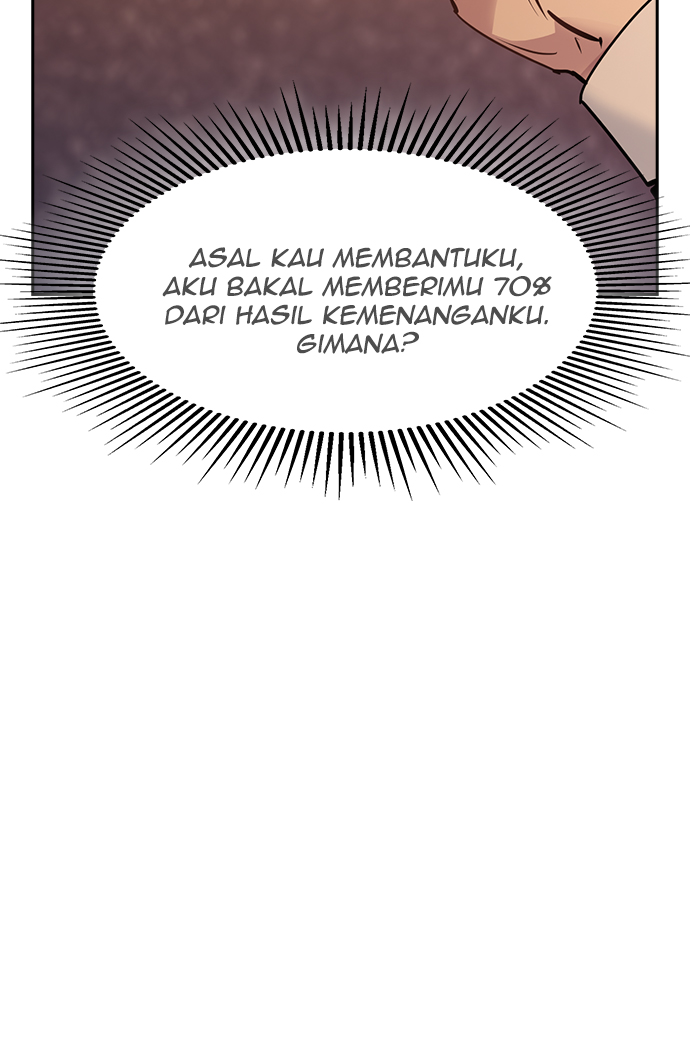 ASAL KAU MEMBANTUKU,
AKU BAKAL MEMBERIMU 70%
DARI HASIL KEMENANGANKU.
GIMANA?